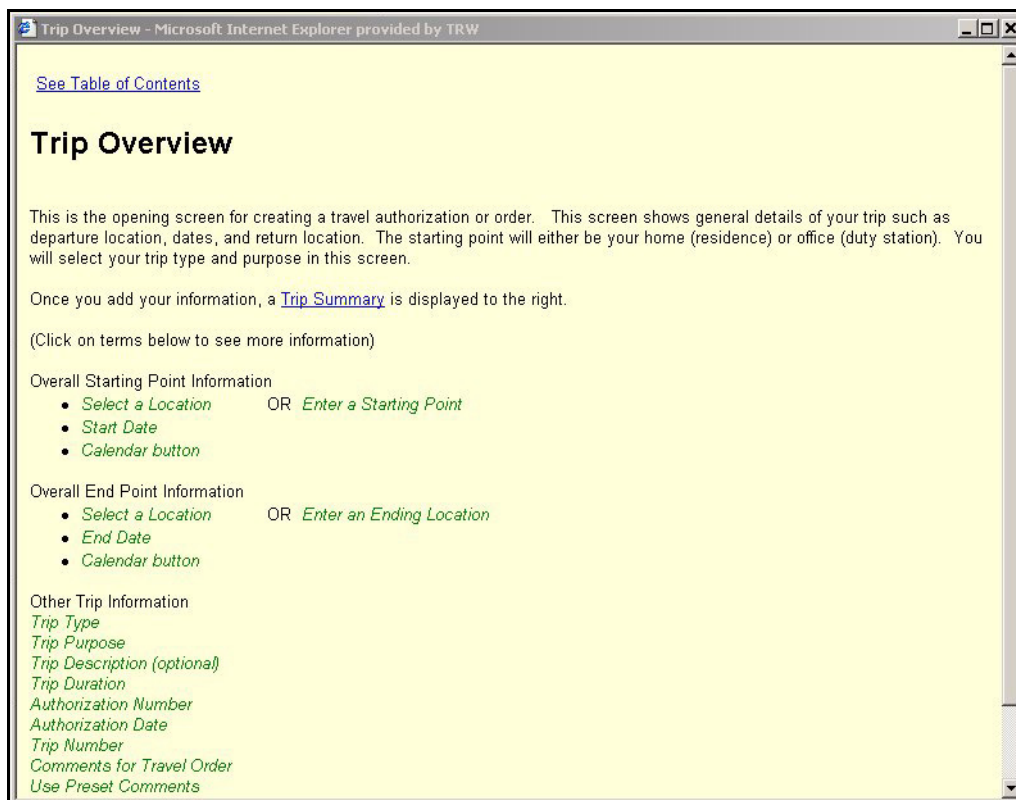 Trip Overview - Microsoft Internet Explorer provided by TRW
See Table of Contents
Trip Overview
This is the opening screen for creating a travel authorization or order. This screen shows general details of your trip such as
departure location, dates, and return location. The starting point will either be your home (residence) or office (duty station). You
will select your trip type and purpose in this screen.
Once you add your information, a Trip Summary is displayed to the right.
(Click on terms below to see more information)
Overall Starting Point Information
• Select a Location OR Enter a Starting Point
• Start Date
• Calendar button
Overall End Point Information
• Select a Location OR Enter an Ending Location
• End Date
• Calendar button
Other Trip Information
Trip Type
Trip Purpose
Trip Description (optional)
Trip Duration
Authorization Number
Authorization Date
Trip Number
Comments for Travel Order
Use Preset Comments